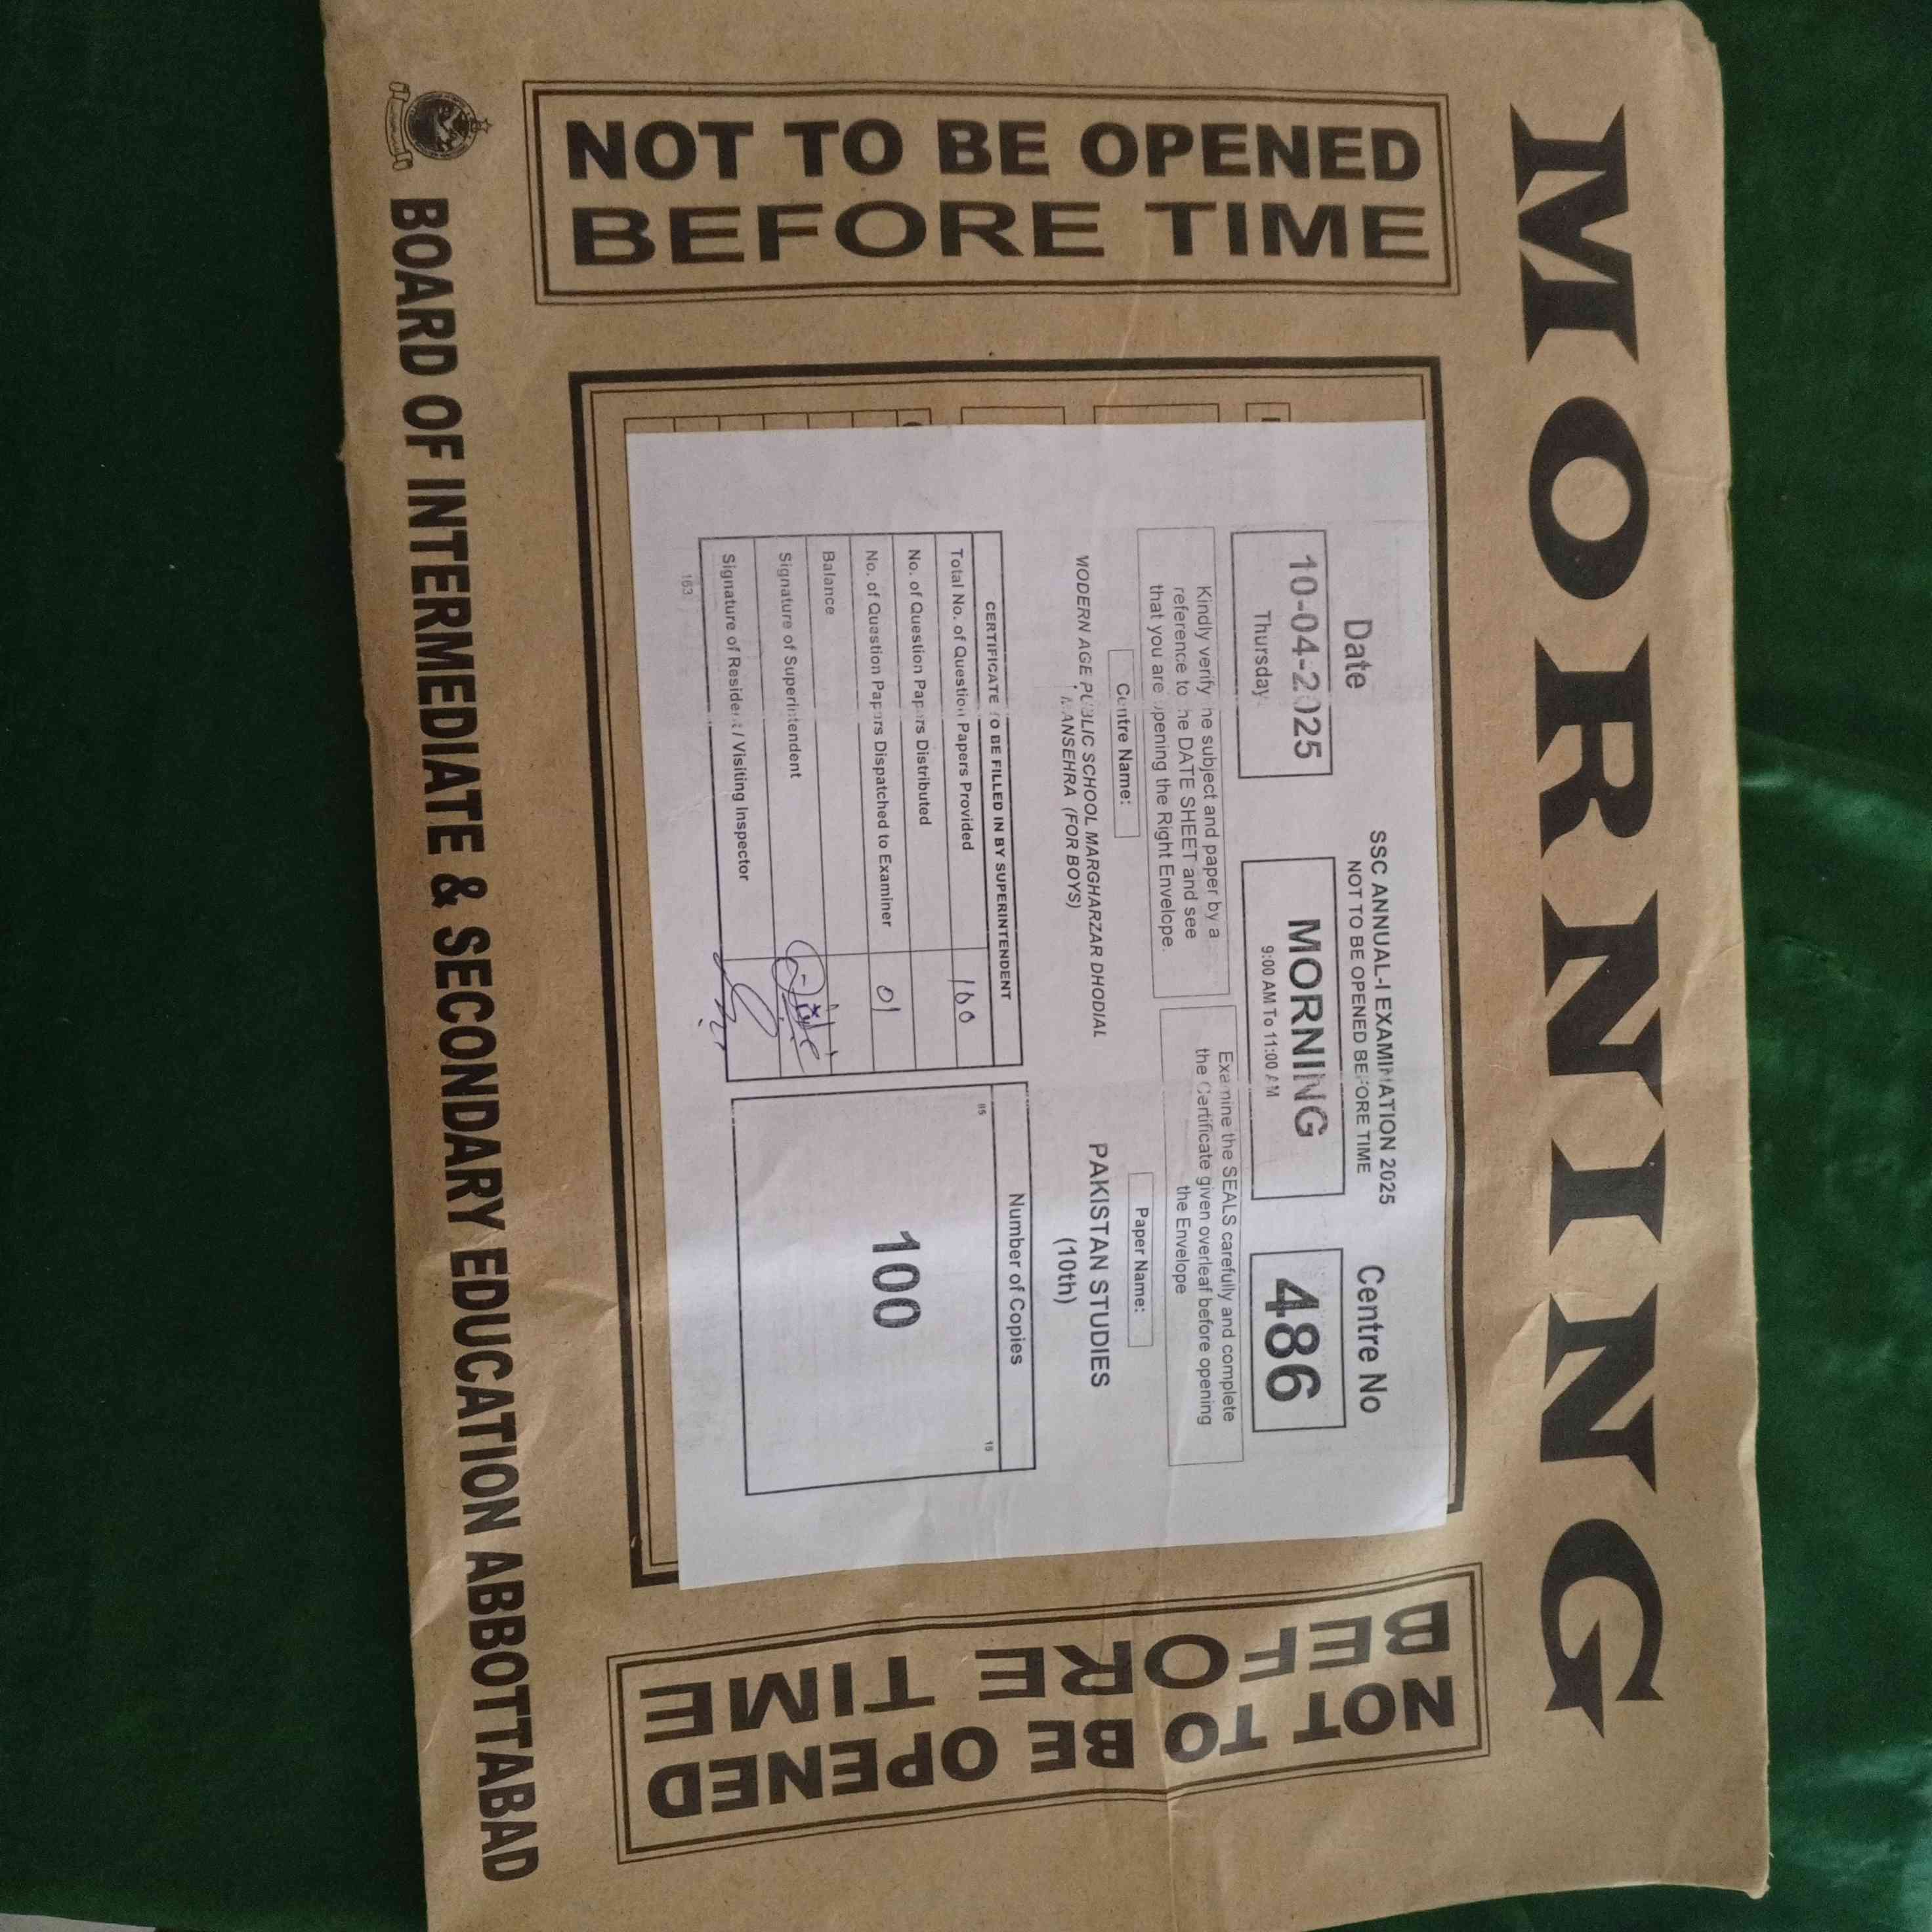 MORNING
NOT TO BE OPENED
BEFORE TIME
SSC ANNUAL-I EXAMINATION 2025
NOT TO BE OPENED BEFORE TIME
Date
Centre No
10-04-2025
Thursday
MORNING
9:00 AM To 11:00 AM
486
Kindly verify the subject and paper by a
reference to the DATE SHEET and see
that you are opening the Right Envelope.
Examine the SEALS carefully and complete
the Certificate given overleaf before opening
the Envelope
Centre Name:
Paper Name:
MODERN AGE PUBLIC SCHOOL MARGHARZAR DHODIAL
MANSEHRA (FOR BOYS)
PAKISTAN STUDIES
(10th)
CERTIFICATE TO BE FILLED IN BY SUPERINTENDENT
Total No. of Question Papers Provided 100
No. of Question Papers Distributed
No. of Question Papers Dispatched to Examiner 01
Balance
Signature of Superintendent
Signature of Resident / Visiting Inspector
163
Number of Copies
85 15
100
NOT TO BE OPENED
BEFORE TIME
BOARD OF INTERMEDIATE & SECONDARY EDUCATION ABBOTTABAD